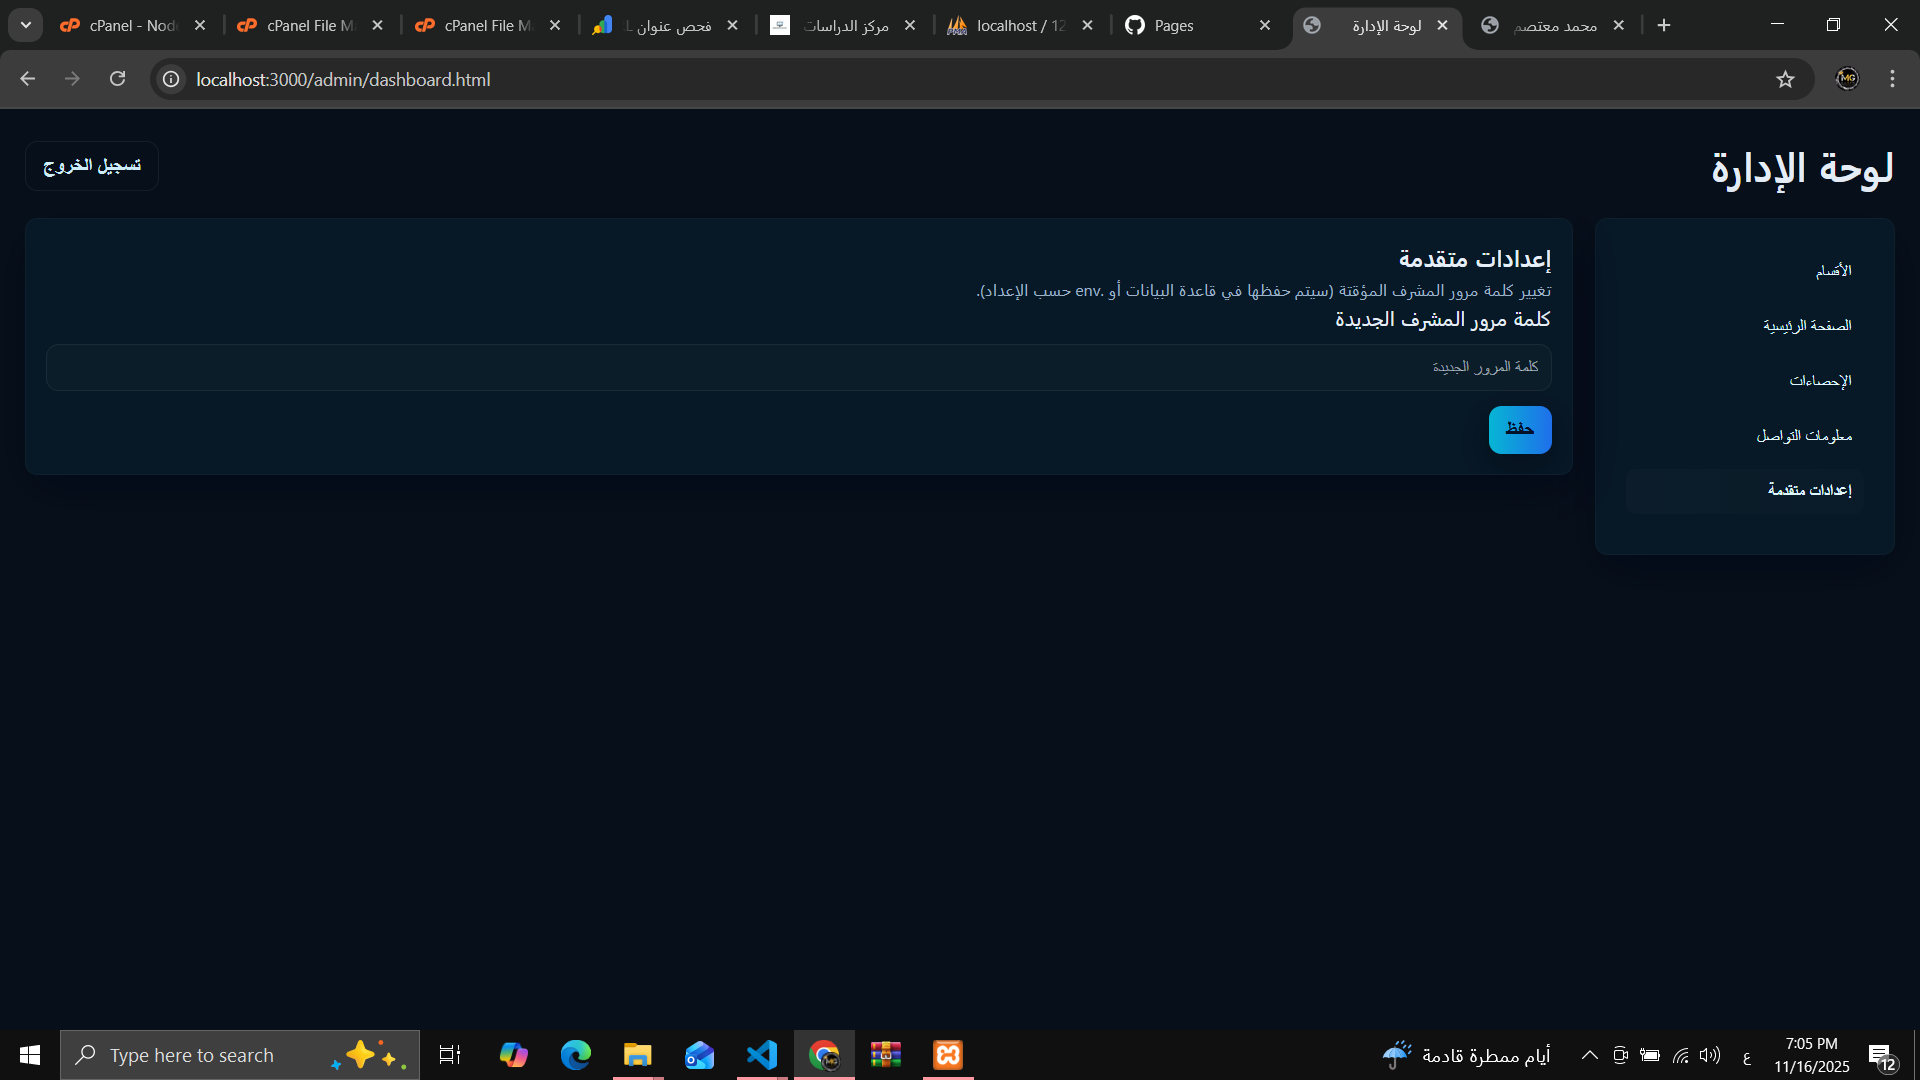 cPanel - Node
cPanel File Ma
cPanel File Ma
فحص عنوان
مركز الدراسات
localhost / 12
Pages
لوحة الإدارة
محمد معتصم
localhost:3000/admin/dashboard.html
لوحة الإدارة
تسجيل الخروج
الأقسام
الصفحة الرئيسية
الإحصاءات
معلومات التواصل
إعدادات متقدمة
إعدادات متقدمة
تغيير كلمة مرور المشرف المؤقتة (سيتم حفظها في قاعدة البيانات أو .env حسب الإعداد).
كلمة مرور المشرف الجديدة
كلمة المرور الجديدة
حفظ
Type here to search
أيام ممطرة قادمة
ع
7:05 PM
11/16/2025
12